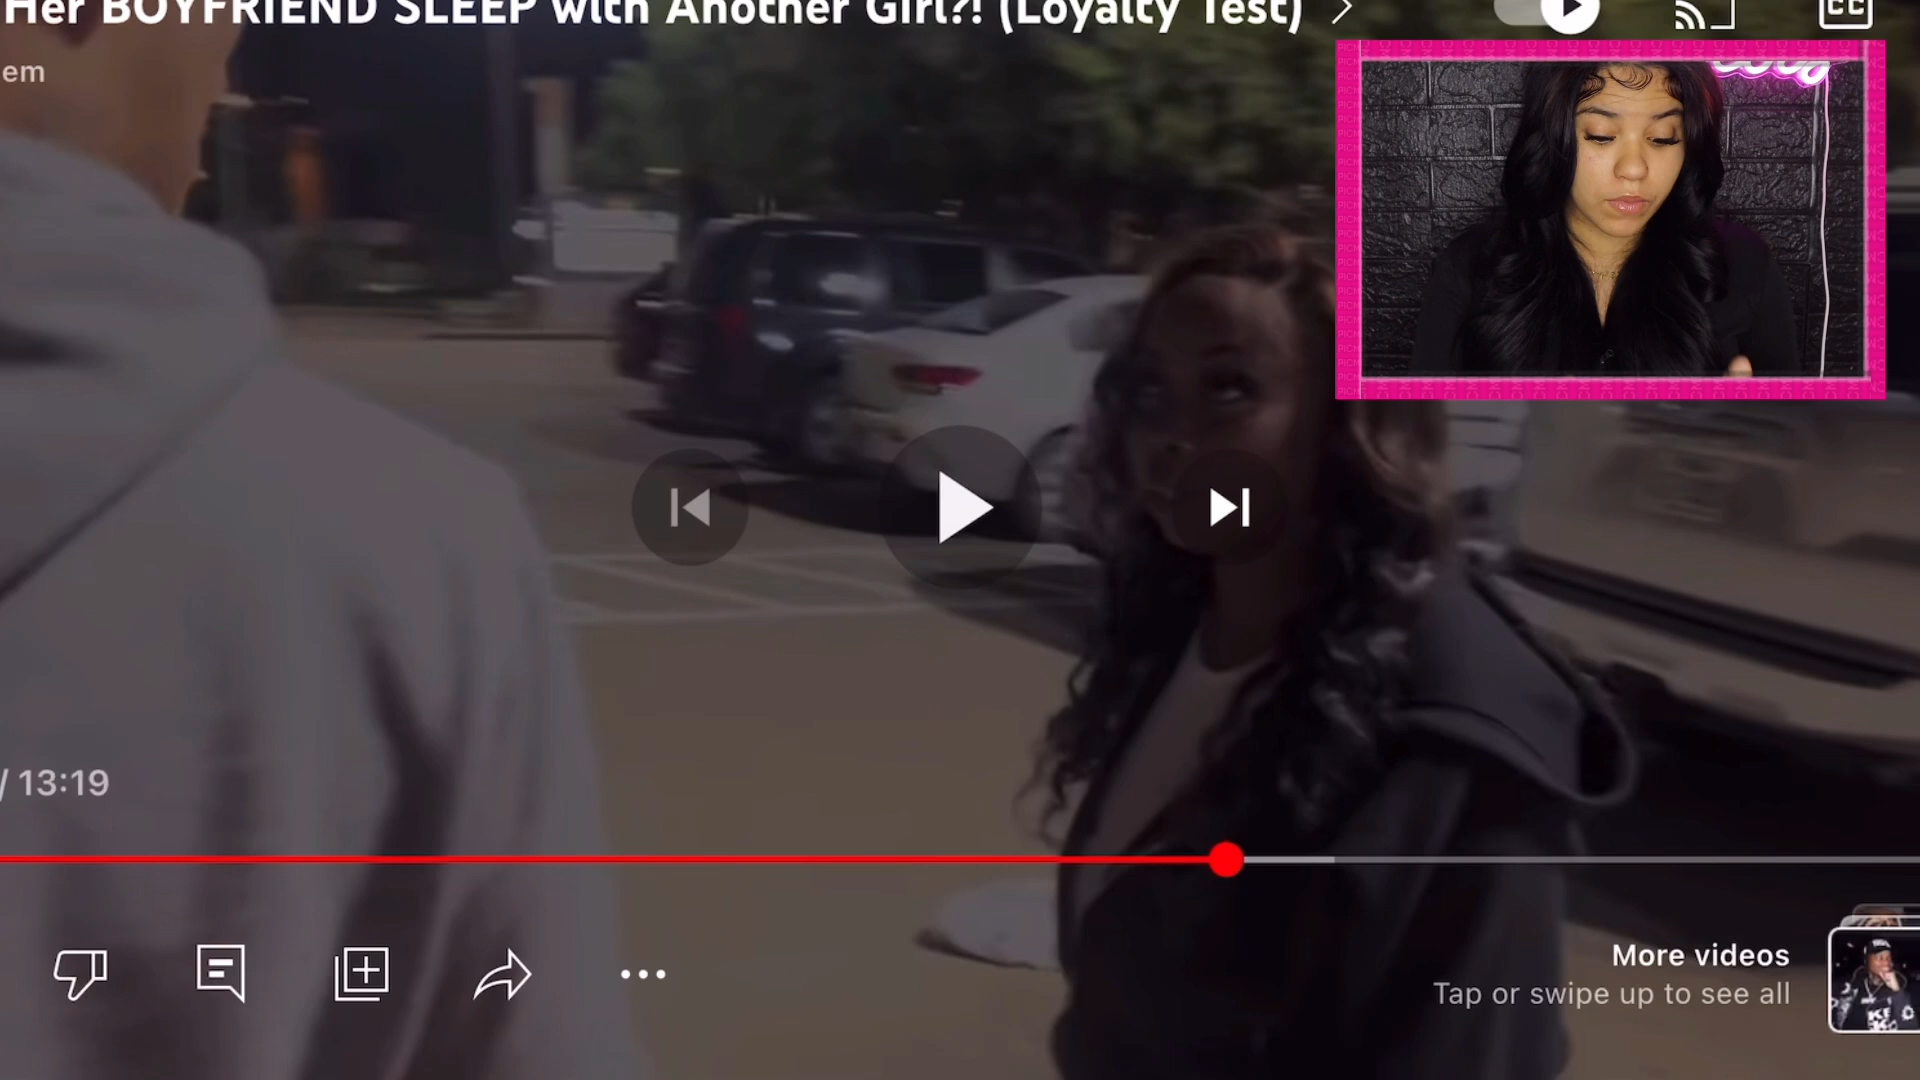 Her BOYFRIEND SLEEP with Another Girl?! (Loyalty Test)
CC
em
/ 13:19
More videos
Tap or swipe up to see all